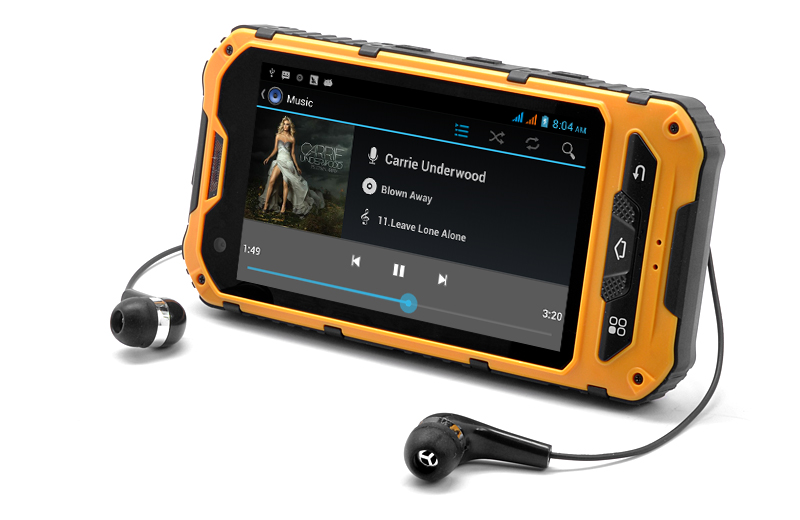 Music
8:04 AM
CARRIE
UNDERWOOD
Carrie Underwood
Blown Away
11.Leave Lone Alone
1:49
3:20